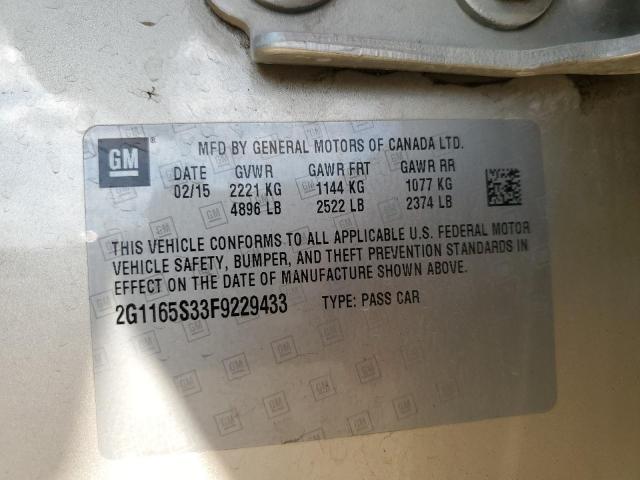 GM ® MFD BY GENERAL MOTORS OF CANADA LTD.
DATE GVWR GAWR FRT GAWR RR
02/15 2221 KG 1144 KG 1077 KG
4896 LB 2522 LB 2374 LB
THIS VEHICLE CONFORMS TO ALL APPLICABLE U.S. FEDERAL MOTOR
VEHICLE SAFETY, BUMPER, AND THEFT PREVENTION STANDARDS IN
EFFECT ON THE DATE OF MANUFACTURE SHOWN ABOVE.
2G1165S33F9229433 TYPE: PASS CAR